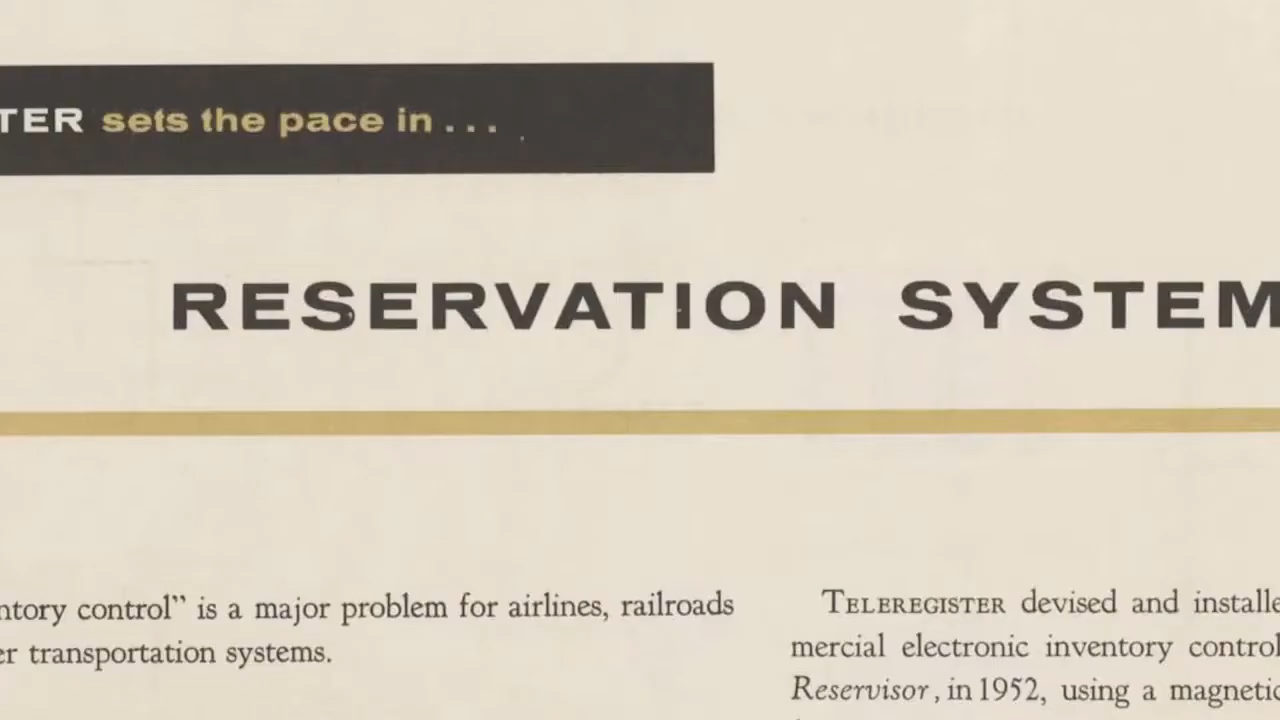 TER sets the pace in . . .
RESERVATION SYSTEM
ntory control” is a major problem for airlines, railroads
er transportation systems.
TELEREGISTER devised and installe
mercial electronic inventory control
Reservisor, in 1952, using a magnetic